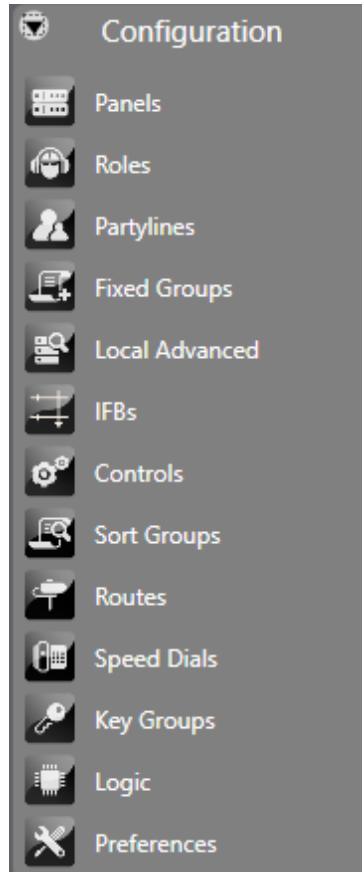 Configuration
Panels
Roles
Partylines
Fixed Groups
Local Advanced
IFBs
Controls
Sort Groups
Routes
Speed Dials
Key Groups
Logic
Preferences